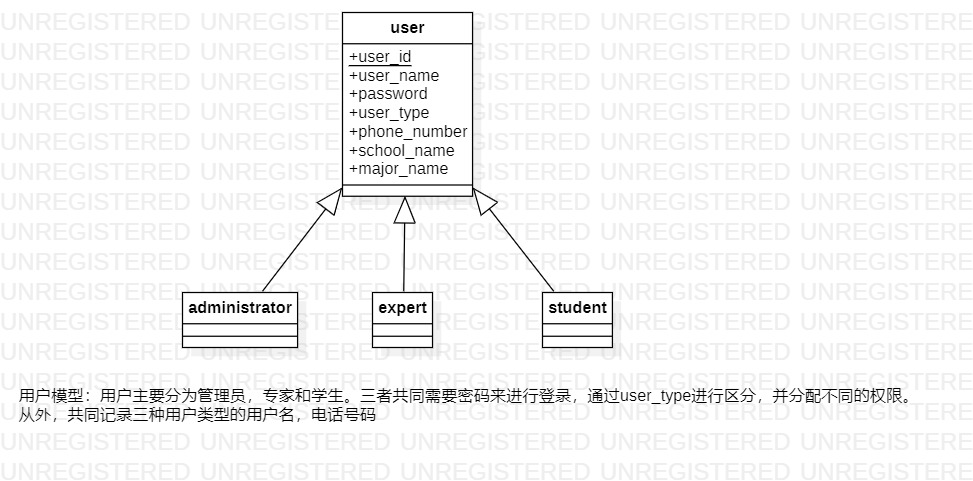 user
+user_id
+user_name
+password
+user_type
+phone_number
+school_name
+major_name
administrator
expert
student
用户模型：用户主要分为管理员，专家和学生。三者共同需要密码来进行登录，通过user_type进行区分，并分配不同的权限。
从外，共同记录三种用户类型的用户名，电话号码
UNREGISTERED